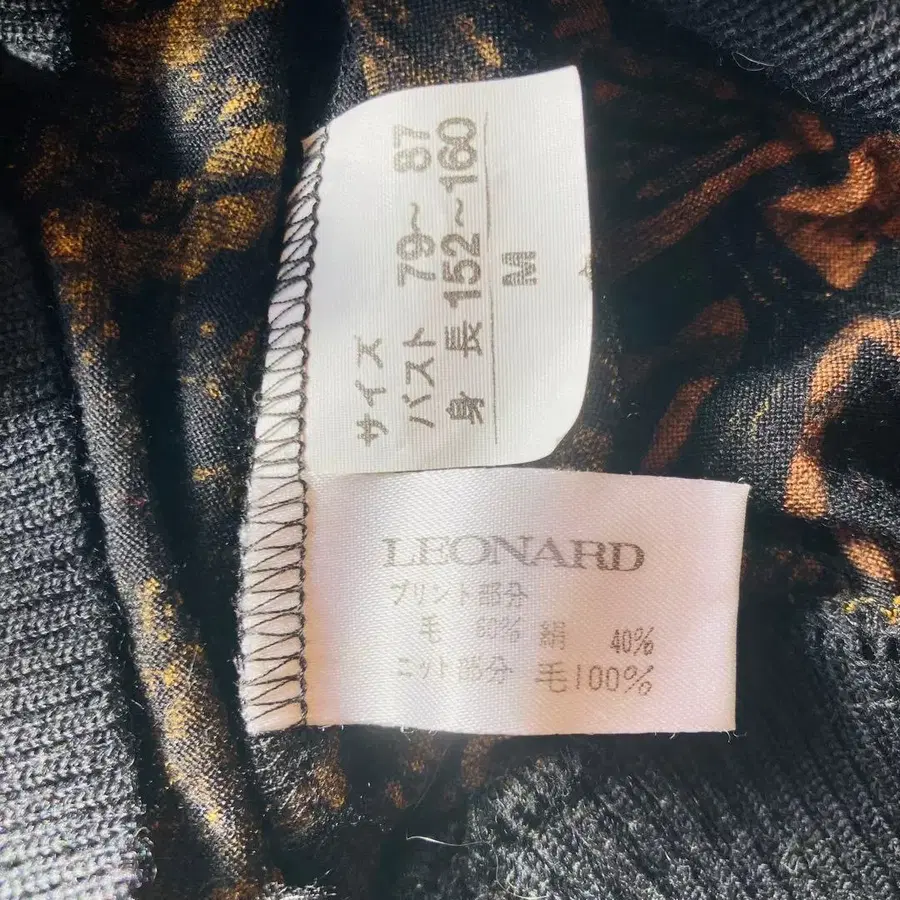 サイズ
バスト 79〜87
身長 152〜160
M
LEONARD
プリント部分
毛 60% 絹 40%
ニット部分 毛100%